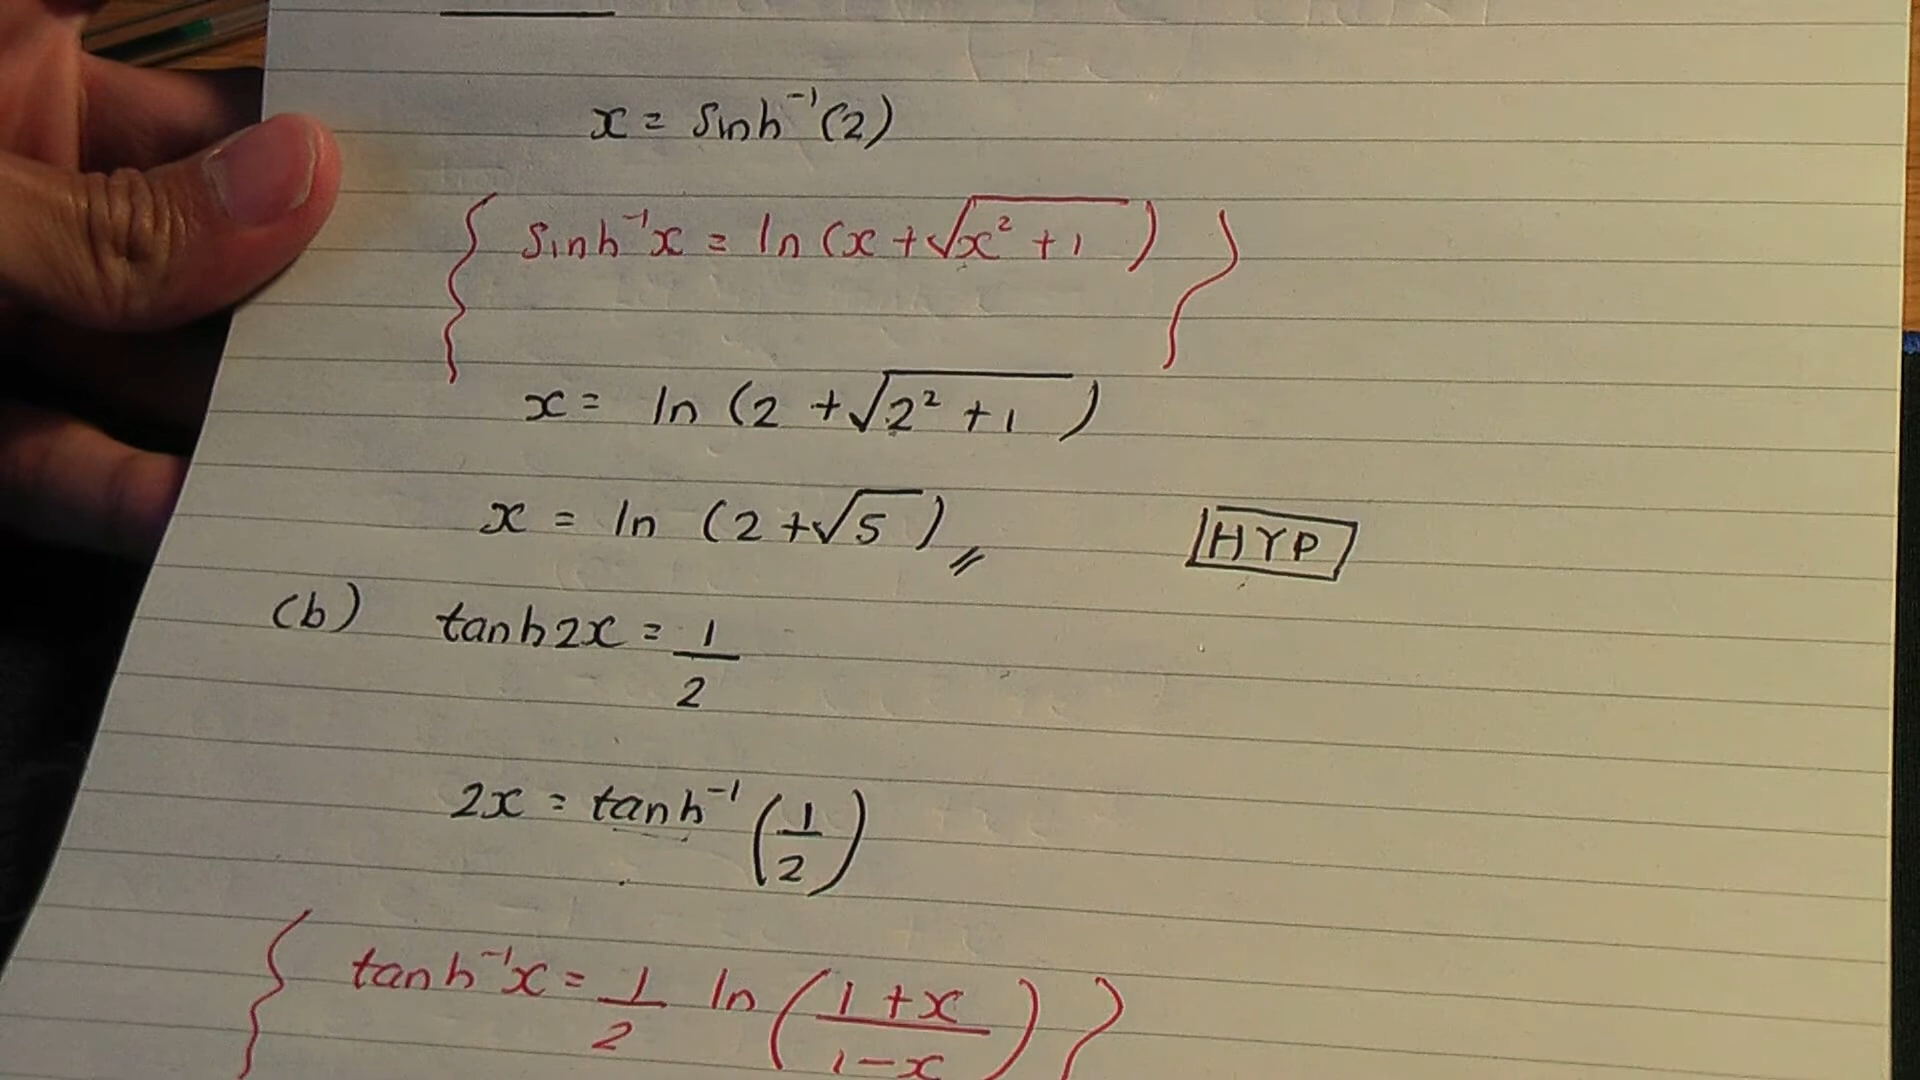 x = sinh⁻¹(2)
{ sinh⁻¹x = ln(x + √(x² + 1)) }
x = ln(2 + √(2² + 1))
x = ln(2 + √5)
HYP
(b) tanh2x = 1/2
2x = tanh⁻¹(1/2)
{ tanh⁻¹x = 1/2 ln((1+x)/(1-x)) }